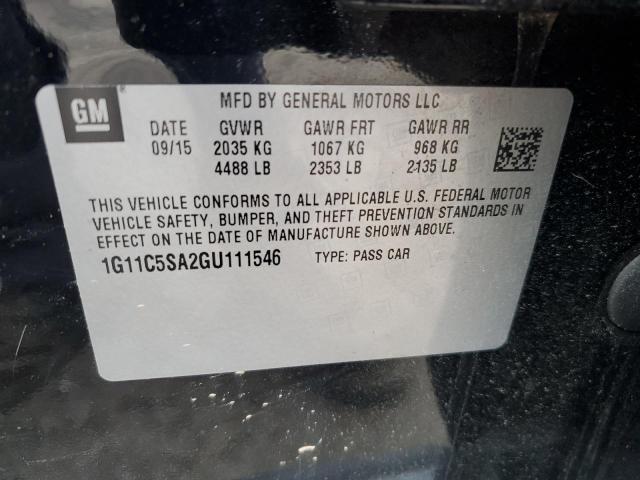 GM
MFD BY GENERAL MOTORS LLC
DATE GVWR GAWR FRT GAWR RR
09/15 2035 KG 1067 KG 968 KG
4488 LB 2353 LB 2135 LB
THIS VEHICLE CONFORMS TO ALL APPLICABLE U.S. FEDERAL MOTOR
VEHICLE SAFETY, BUMPER, AND THEFT PREVENTION STANDARDS IN
EFFECT ON THE DATE OF MANUFACTURE SHOWN ABOVE.
1G11C5SA2GU111546 TYPE: PASS CAR